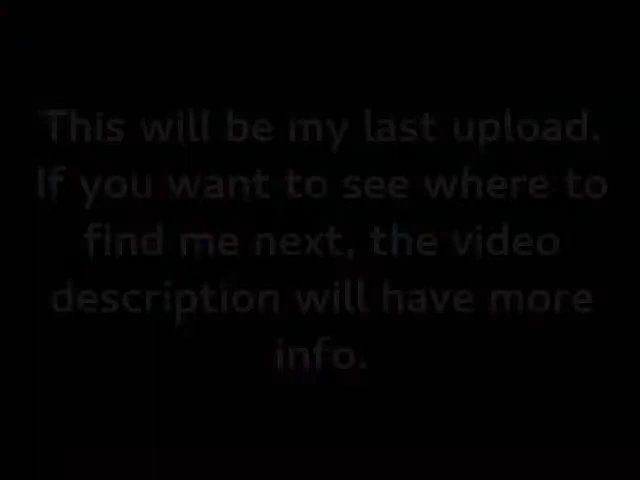 This will be my last upload.
If you want to see where to
find me next, the video
description will have more
info.